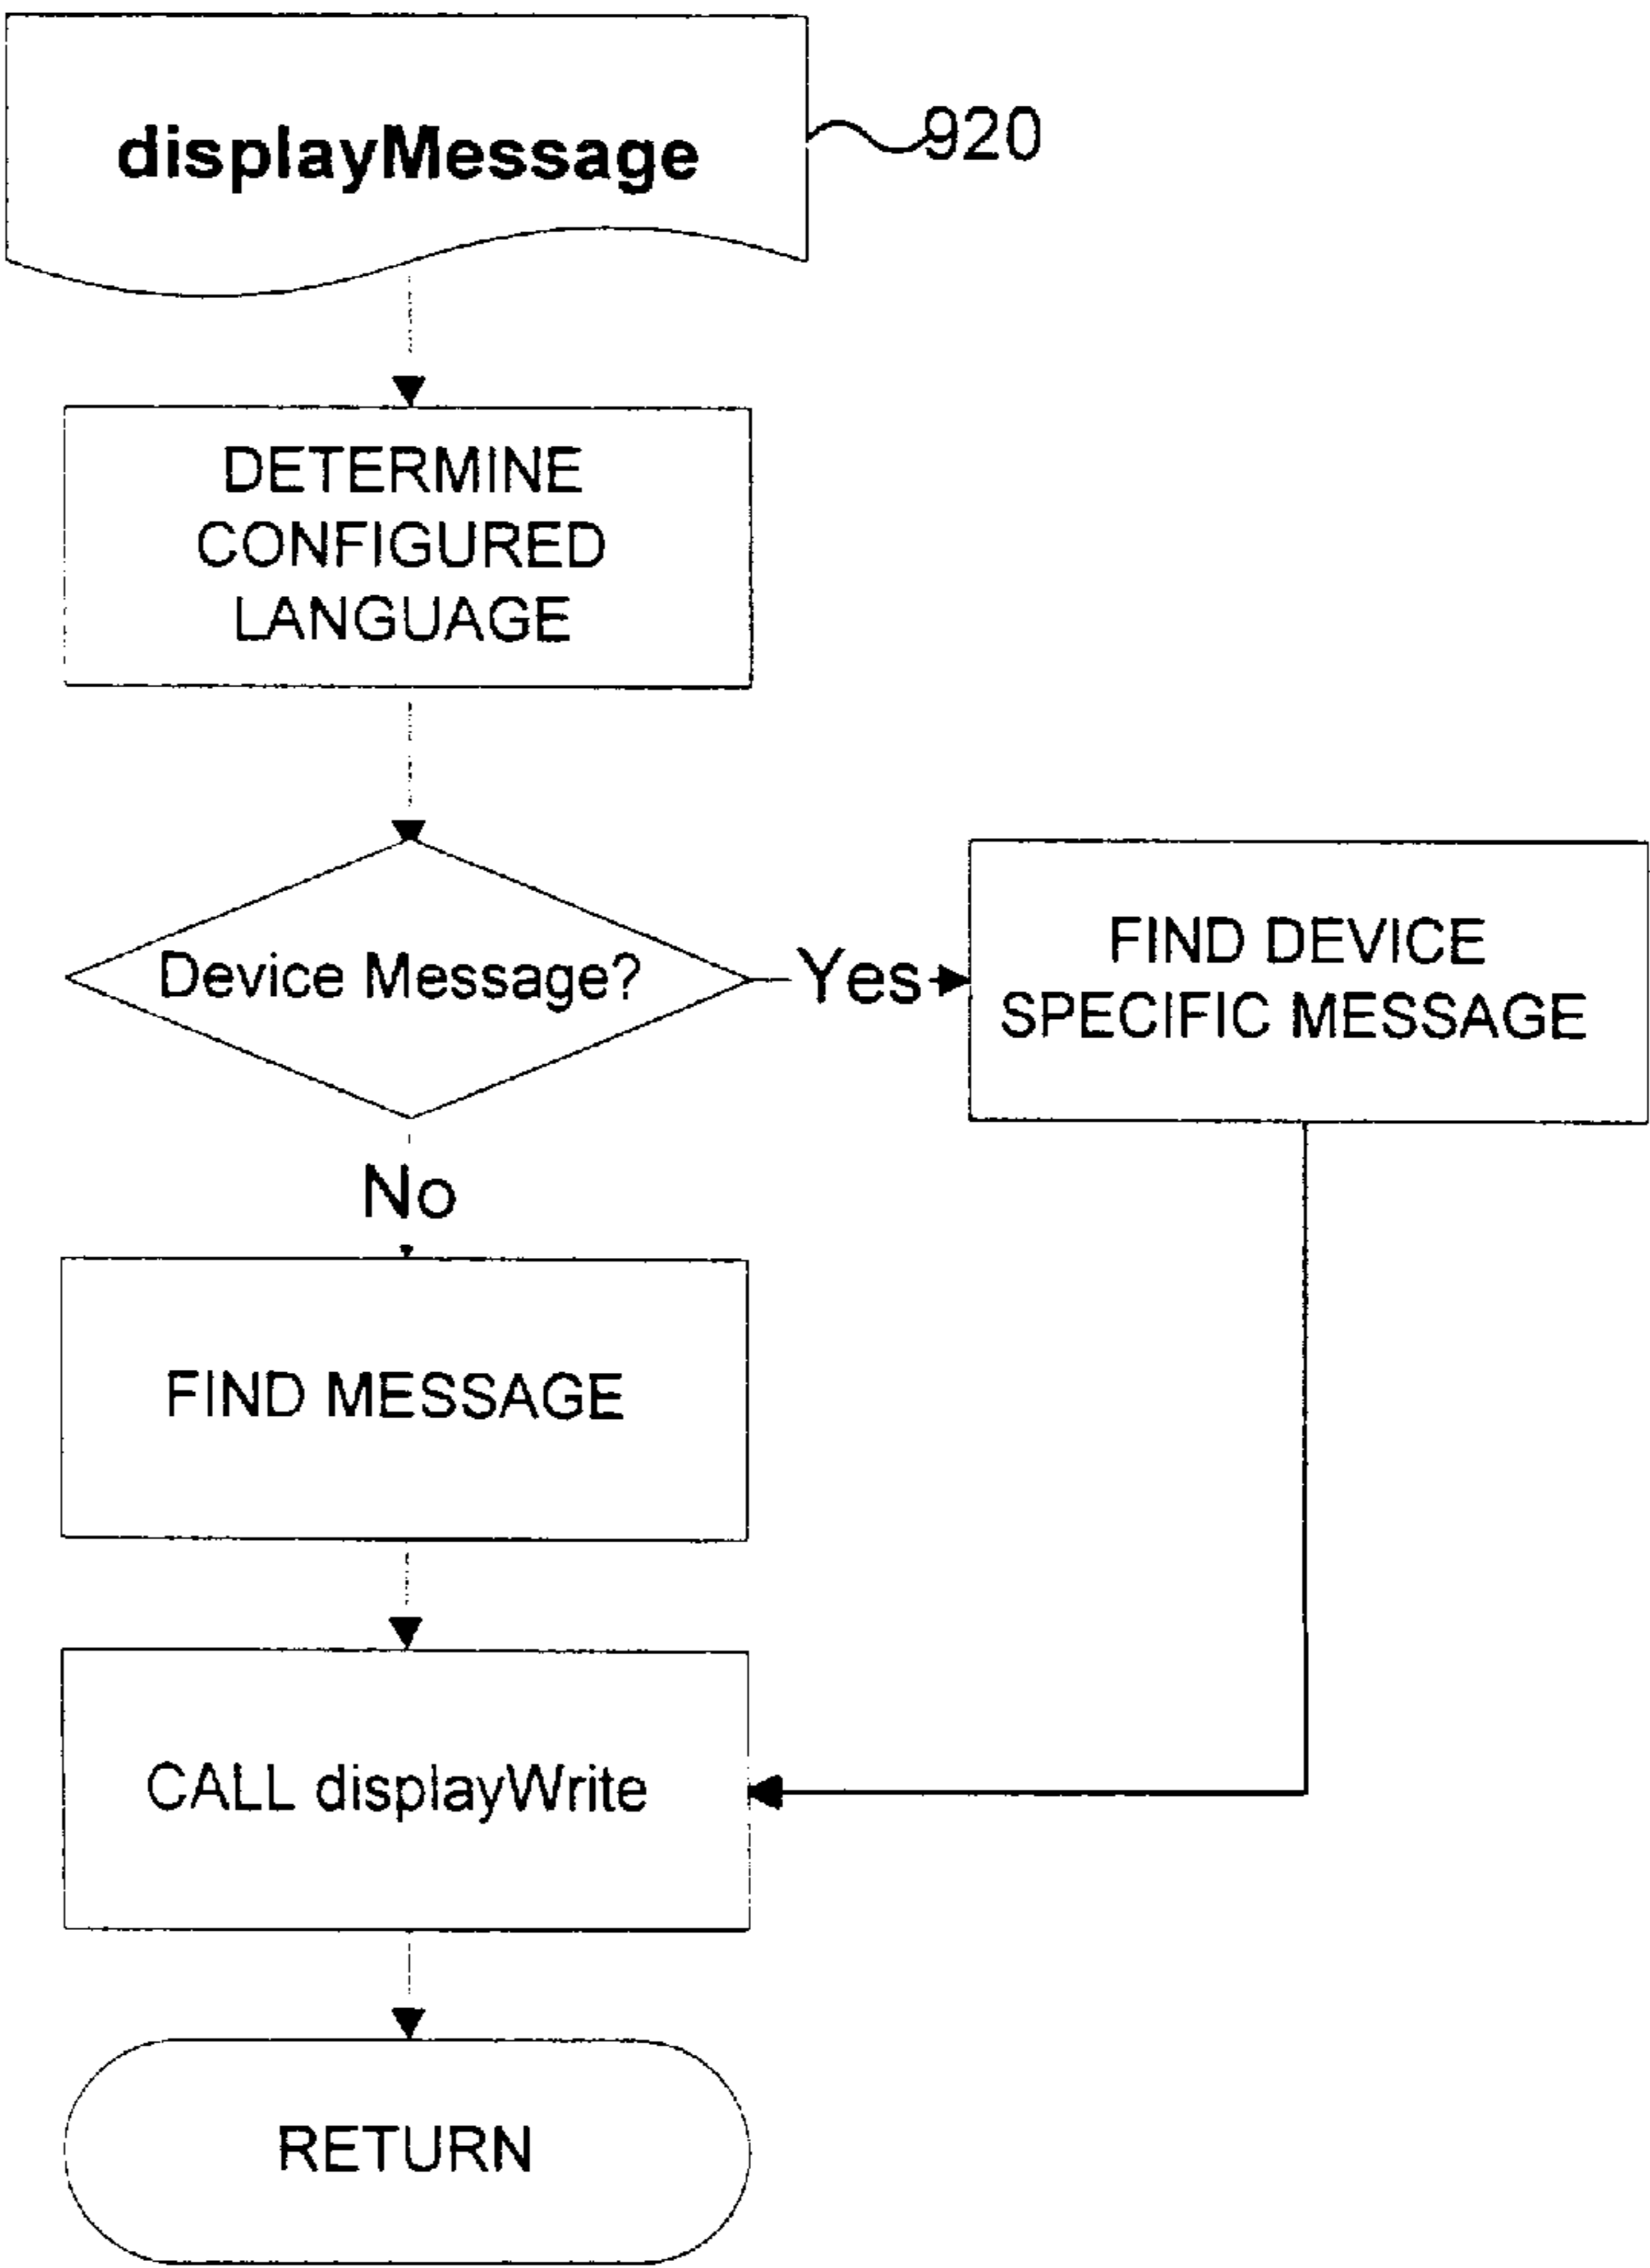 displayMessage
920
DETERMINE
CONFIGURED
LANGUAGE
Device Message?
Yes
FIND DEVICE
SPECIFIC MESSAGE
No
FIND MESSAGE
CALL displayWrite
RETURN